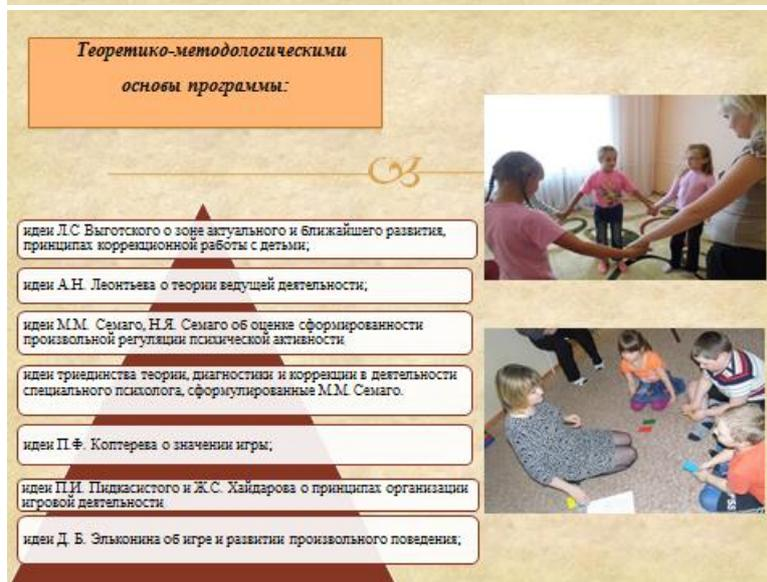 Теоретико-методологическими
основы программы:
идеи Л.С Выготского о зоне актуального и ближайшего развития,
принципах коррекционной работы с детьми;
идеи А.Н. Леонтьева о теории ведущей деятельности;
идеи М.М. Семаго, Н.Я. Семаго об оценке сформированности
произвольной регуляции психической активности
идеи триединства теории, диагностики и коррекции в деятельности
специального психолога, сформулированные М.М. Семаго.
идеи П.Ф. Коптерева о значении игры;
идеи П.И. Пидкасистого и Ж.С. Хайдарова о принципах организации
игровой деятельности
идеи Д. Б. Эльконина об игре и развитии произвольного поведения;